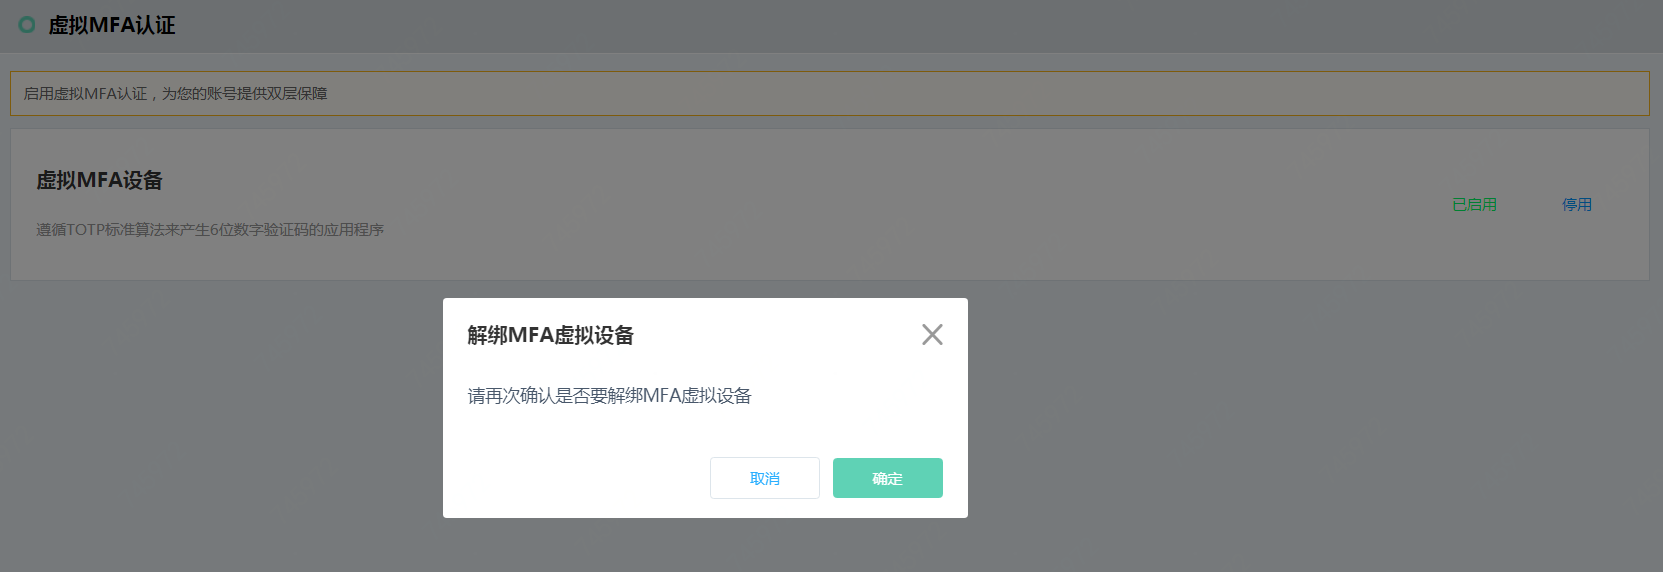 虚拟MFA认证
启用虚拟MFA认证，为您的账号提供双层保障
虚拟MFA设备
遵循TOTP标准算法来产生6位数字验证码的应用程序
已启用
停用
解绑MFA虚拟设备
请再次确认是否要解绑MFA虚拟设备
取消
确定